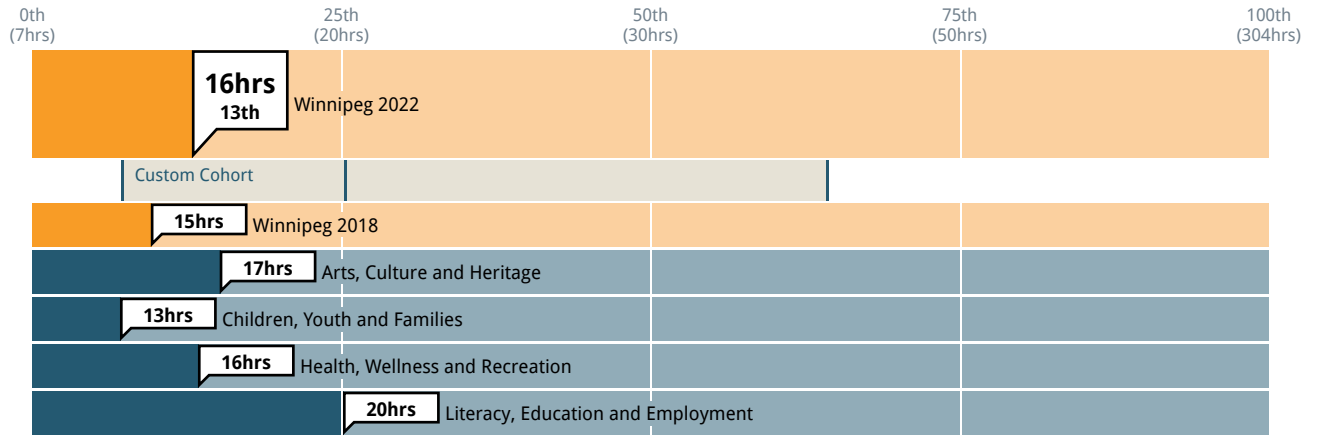 0th 25th 50th 75th 100th
(7hrs) (20hrs) (30hrs) (50hrs) (304hrs)
16hrs
13th
Winnipeg 2022
Custom Cohort
15hrs Winnipeg 2018
17hrs Arts, Culture and Heritage
13hrs Children, Youth and Families
16hrs Health, Wellness and Recreation
20hrs Literacy, Education and Employment